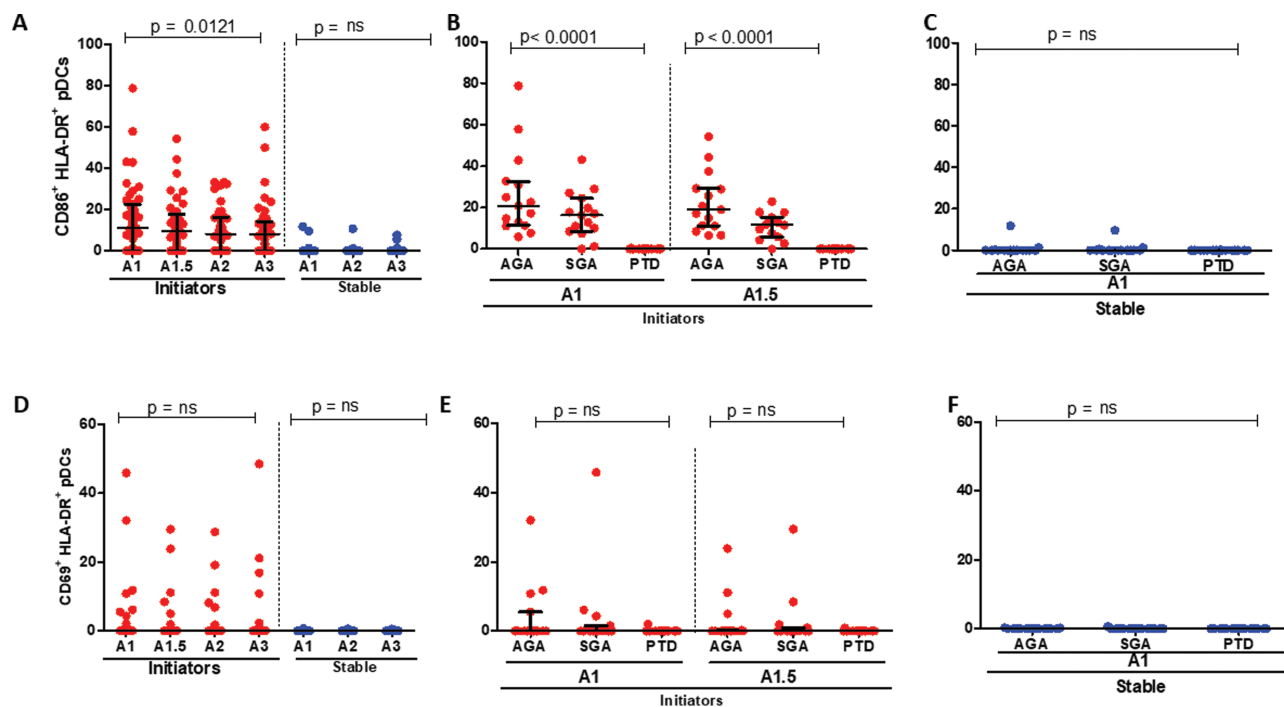 A
p = 0.0121
p = ns
CD86+ HLA-DR+ pDCs
100
80
60
40
20
0
A1 A1.5 A2 A3 A1 A2 A3
Initiators Stable
B
p< 0.0001 p< 0.0001
100
80
60
40
20
0
AGA SGA PTD AGA SGA PTD
A1 A1.5
Initiators
C
p = ns
100
80
60
40
20
0
AGA SGA PTD
A1
Stable
D
p = ns p = ns
CD69+ HLA-DR+ pDCs
60
40
20
0
A1 A1.5 A2 A3 A1 A2 A3
Initiators Stable
E
p = ns p = ns
60
40
20
0
AGA SGA PTD AGA SGA PTD
A1 A1.5
Initiators
F
p = ns
60
40
20
0
AGA SGA PTD
A1
Stable